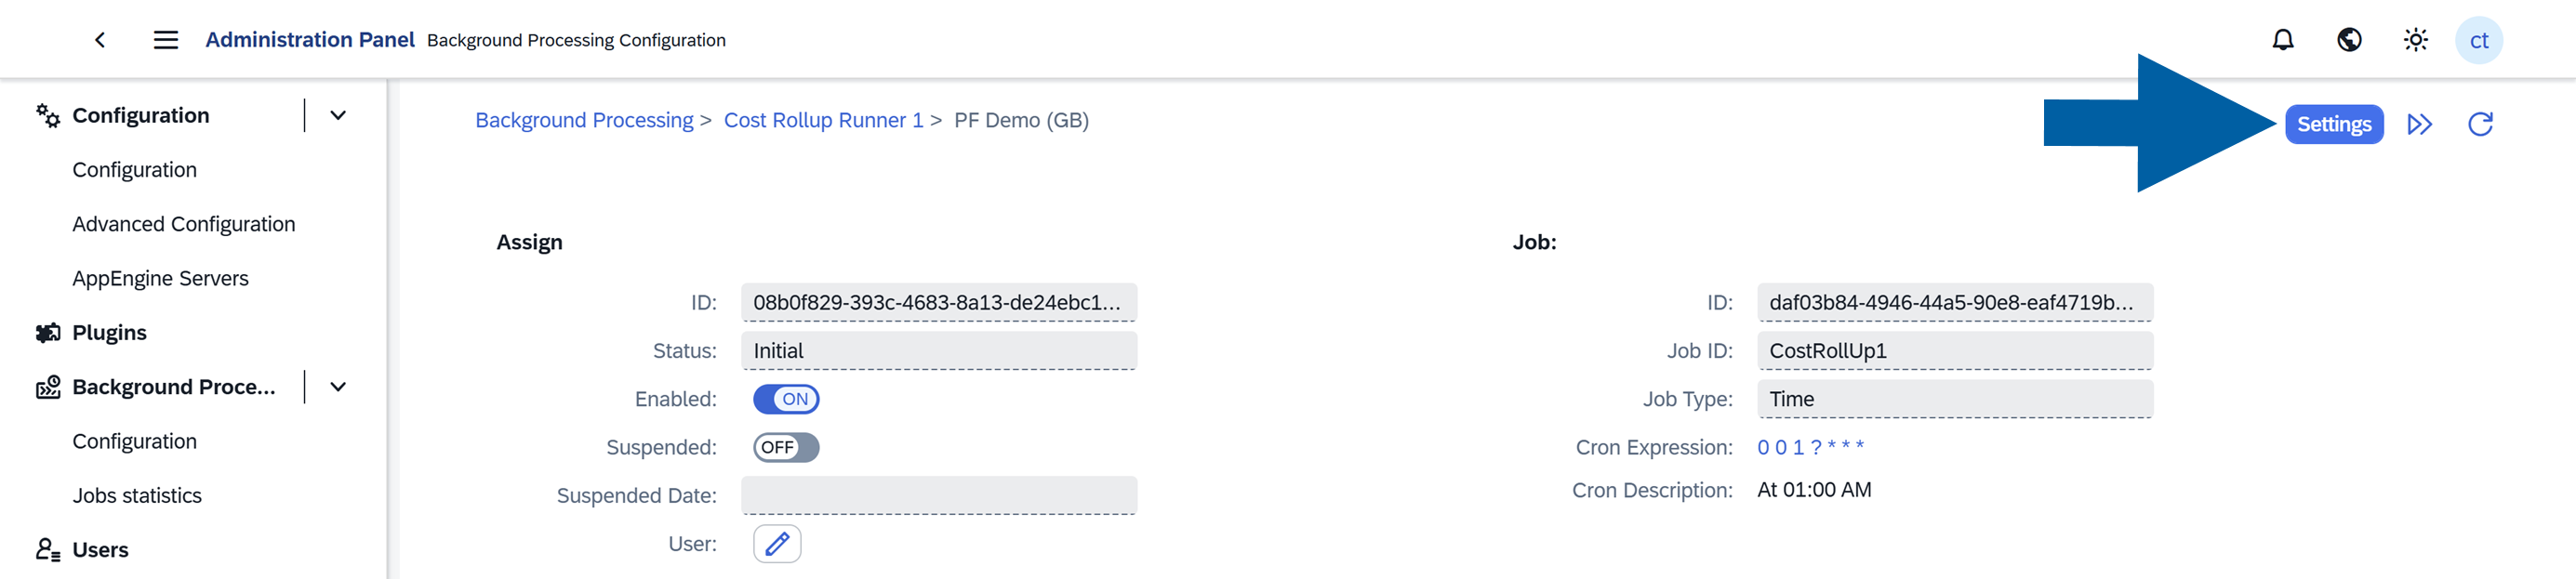 Administration Panel Background Processing Configuration
ct
Configuration
Configuration
Advanced Configuration
AppEngine Servers
Plugins
Background Proce...
Configuration
Jobs statistics
Users
Background Processing > Cost Rollup Runner 1 > PF Demo (GB)
Settings
Assign
ID: 08b0f829-393c-4683-8a13-de24ebc1...
Status: Initial
Enabled: ON
Suspended: OFF
Suspended Date:
User:
Job:
ID: daf03b84-4946-44a5-90e8-eaf4719b...
Job ID: CostRollUp1
Job Type: Time
Cron Expression: 0 0 1 ? * * *
Cron Description: At 01:00 AM